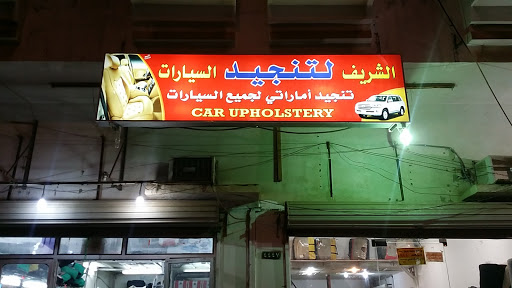 الشريف لتنجيد السيارات
تنجيد أماراتي لجميع السيارات
CAR UPHOLSTERY